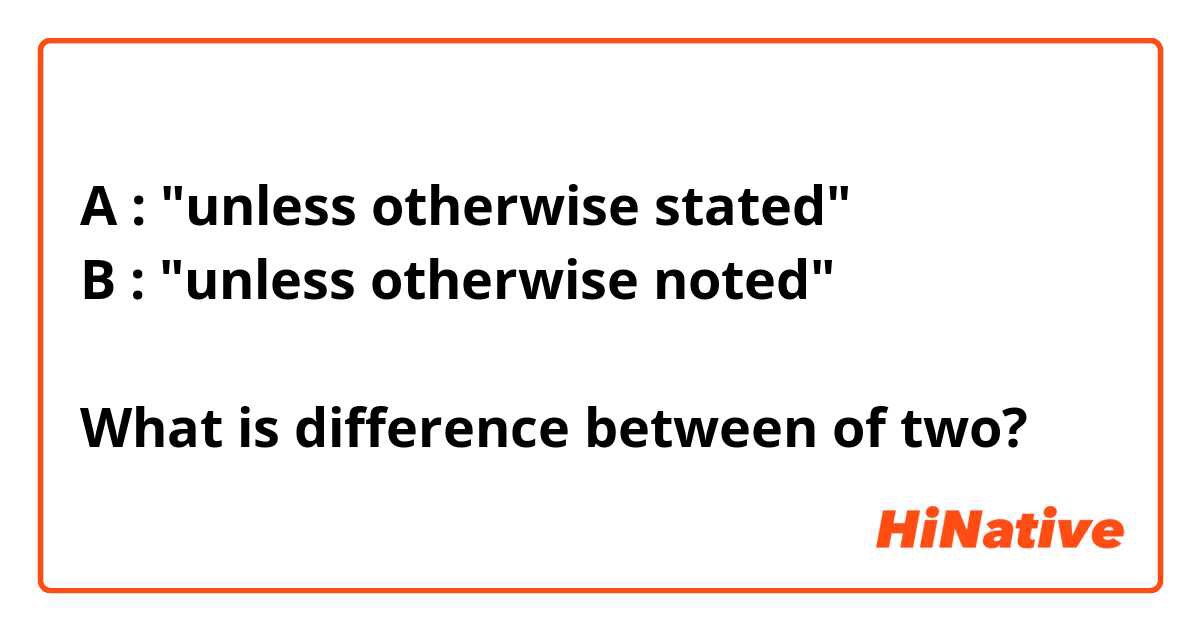 A : "unless otherwise stated"
B : "unless otherwise noted"
What is difference between of two?
HiNative